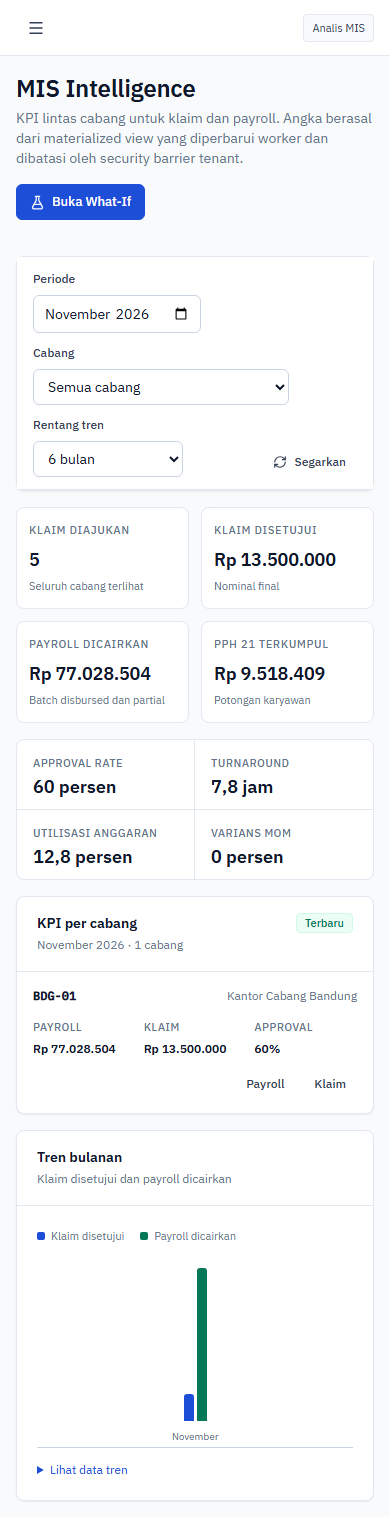 Analis MIS
MIS Intelligence
KPI lintas cabang untuk klaim dan payroll. Angka berasal
dari materialized view yang diperbarui worker dan
dibatasi oleh security barrier tenant.
Buka What-If
Periode
November 2026
Cabang
Semua cabang
Rentang tren
6 bulan
Segarkan
KLAIM DIAJUKAN
5
Seluruh cabang terlihat
KLAIM DISETUJUI
Rp 13.500.000
Nominal final
PAYROLL DICAIRKAN
Rp 77.028.504
Batch disbursed dan partial
PPH 21 TERKUMPUL
Rp 9.518.409
Potongan karyawan
APPROVAL RATE
60 persen
TURNAROUND
7,8 jam
UTILISASI ANGGARAN
12,8 persen
VARIANS MOM
0 persen
KPI per cabang
Terbaru
November 2026 · 1 cabang
BDG-01
Kantor Cabang Bandung
PAYROLL
Rp 77.028.504
KLAIM
Rp 13.500.000
APPROVAL
60%
Payroll
Klaim
Tren bulanan
Klaim disetujui dan payroll dicairkan
Klaim disetujui
Payroll dicairkan
November
Lihat data tren